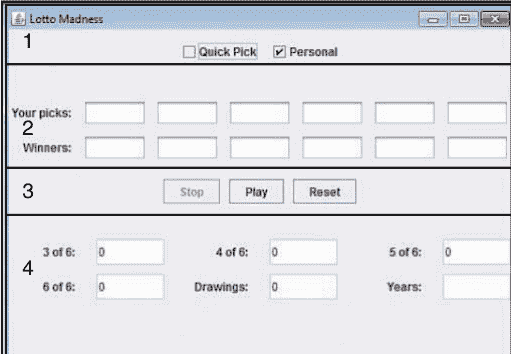 Lotto Madness
1
Quick Pick Personal
Your picks:
2
Winners:
3 Stop Play Reset
3 of 6: 0 4 of 6: 0 5 of 6: 0
4
6 of 6: 0 Drawings: 0 Years: